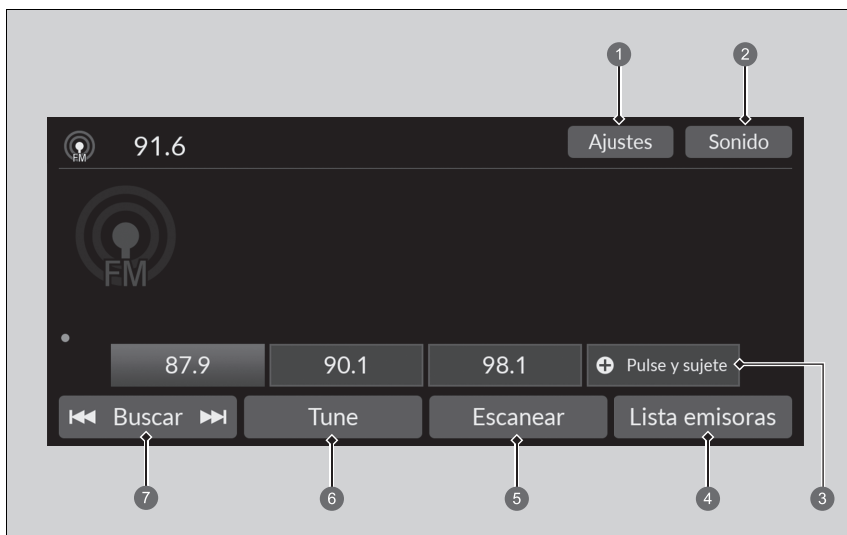 1 2
FM 91.6 Ajustes Sonido
FM
87.9 90.1 98.1 Pulse y sujete
Buscar Tune Escanear Lista emisoras
7 6 5 4 3